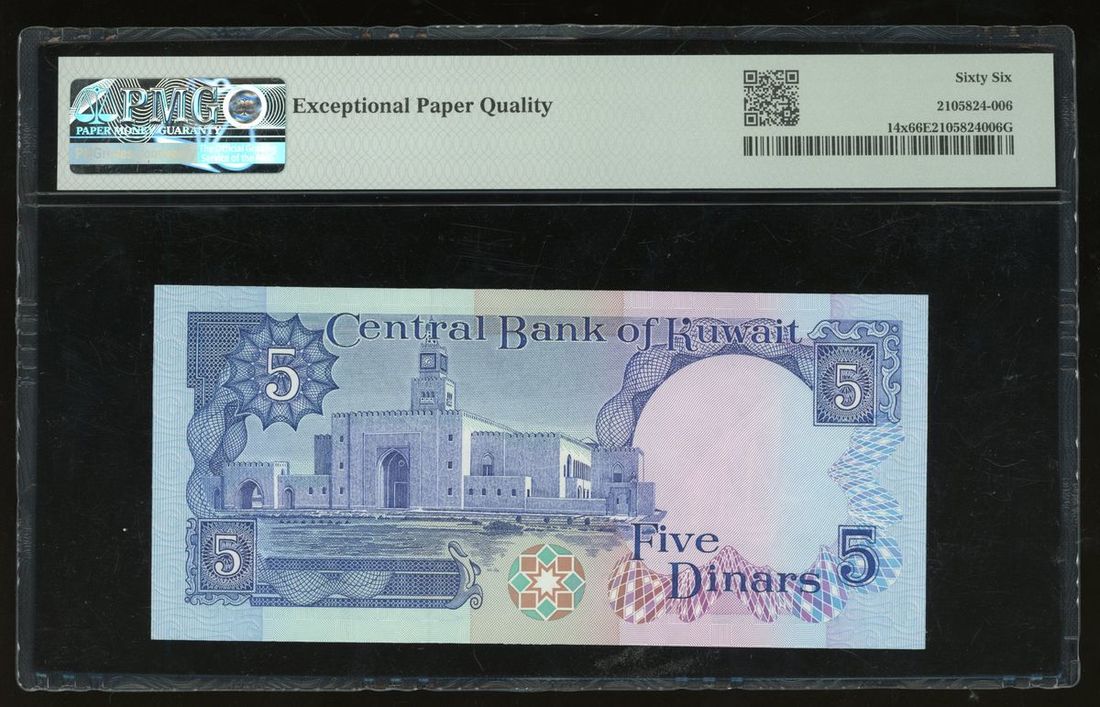 PMG
PAPER MONEY GUARANTY
Exceptional Paper Quality
Sixty Six
2105824-006
14x66E2105824006G
Central Bank of Kuwait
5
5
5
Five
Dinars 5